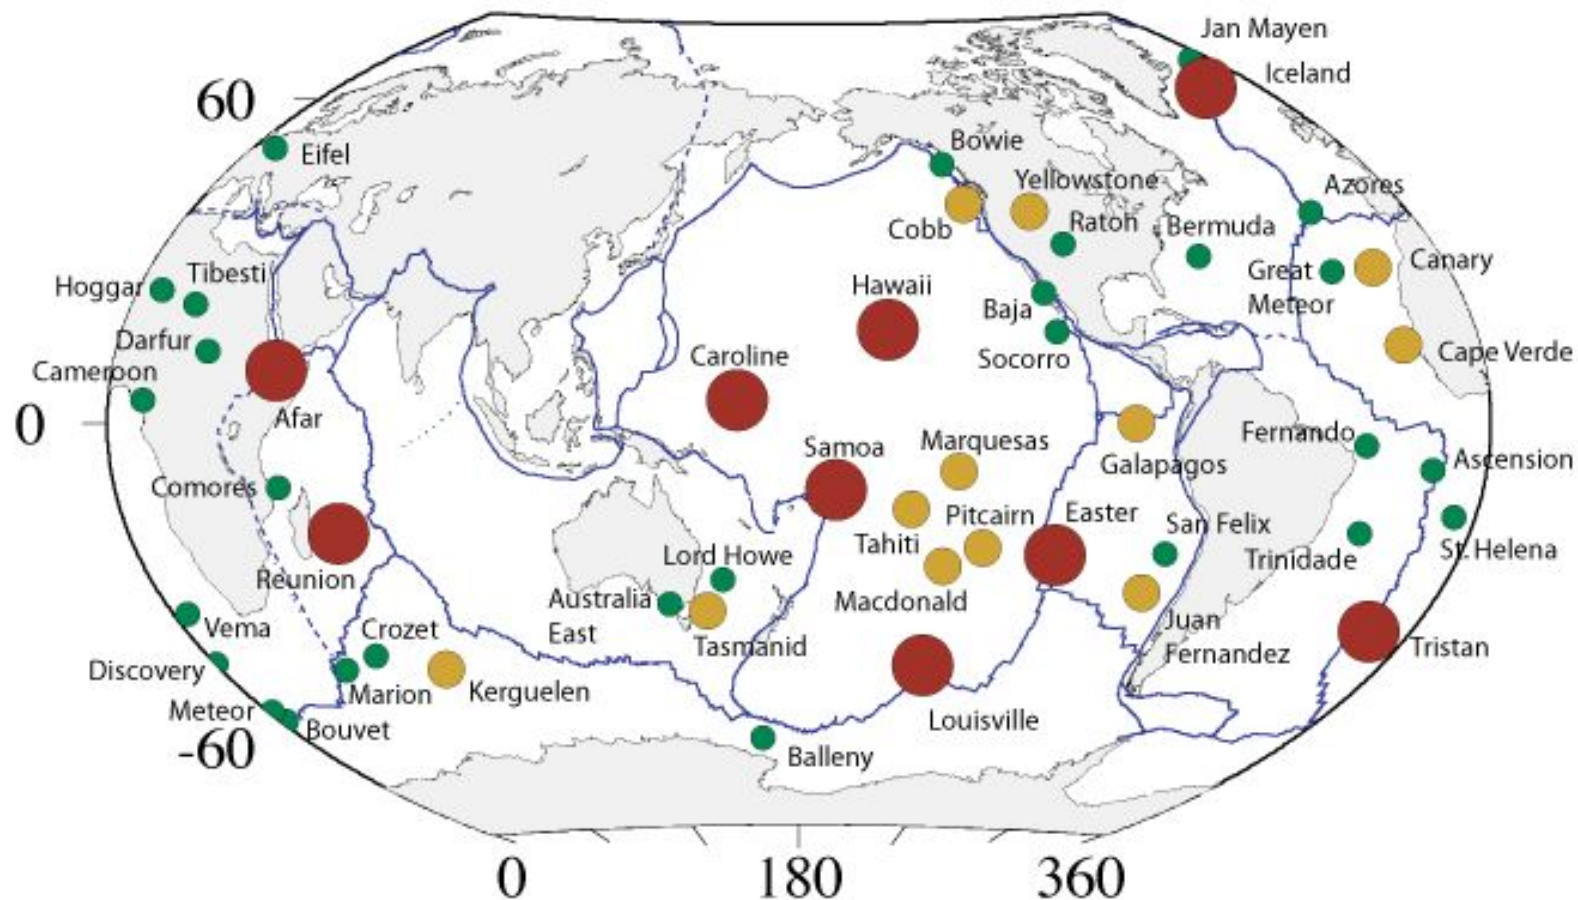 Jan Mayen
Iceland
60
Eifel
Bowie
Yellowstone
Azores
Cobb
Ratoh
Bermuda
Hoggar
Tibesti
Great
Meteor
Canary
Hawaii
Baja
Darfur
Socorro
Caroline
Cape Verde
Cameroon
0
Afar
Samoa
Marquesas
Fernando
Galapagos
Ascension
Comores
Pitcairn
Easter
San Felix
Tahiti
Trinidade
St. Helena
Lord Howe
Reunion
Australia
East
Macdonald
Vema
Crozet
Tasmanid
Juan
Fernandez
Tristan
Discovery
Marion
Kerguelen
Meteor
Bouvet
Louisville
-60
Balleny
0
180
360